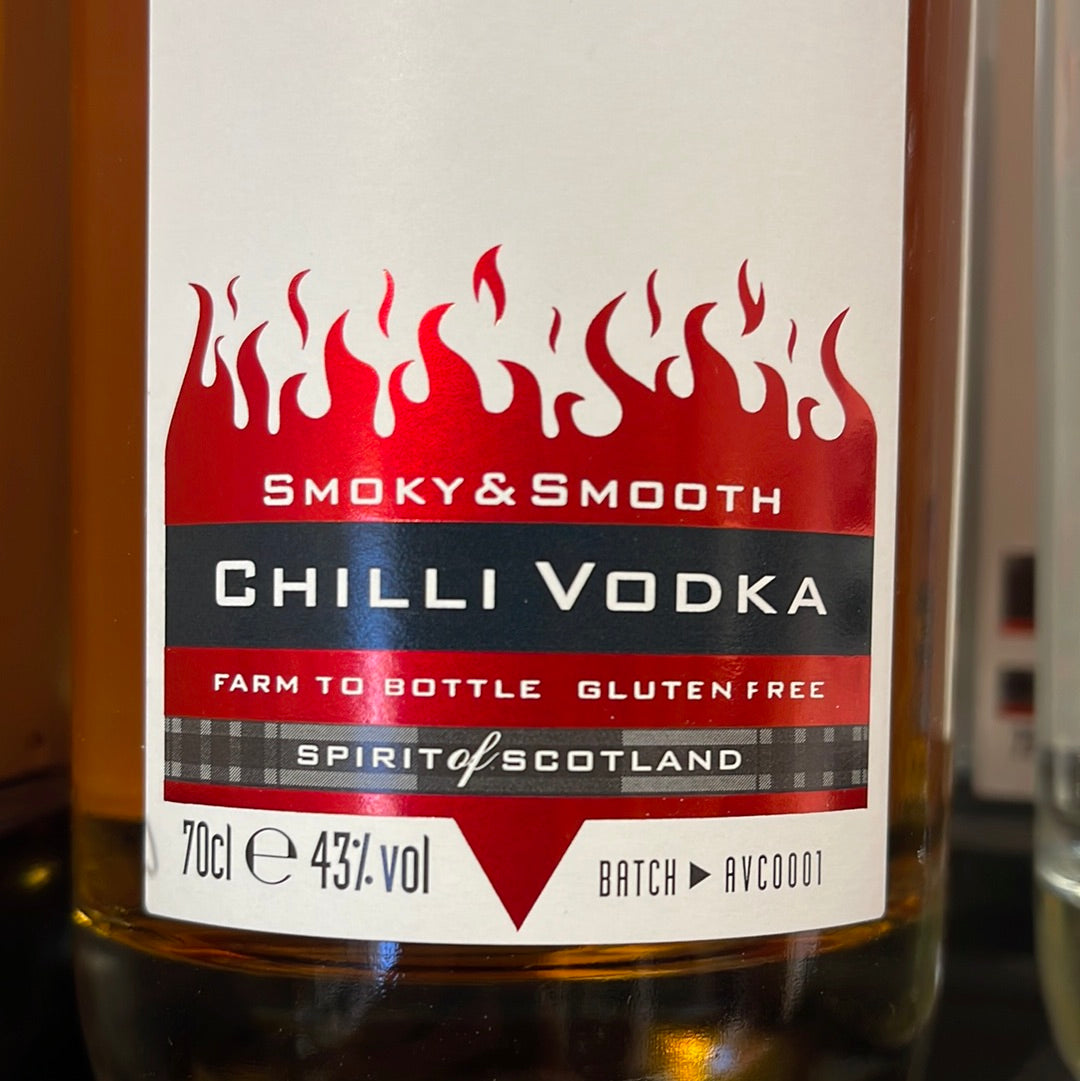 SMOKY & SMOOTH
CHILLI VODKA
FARM TO BOTTLE GLUTEN FREE
SPIRIT of SCOTLAND
70cl e 43% vol
BATCH ▶ AVC0001